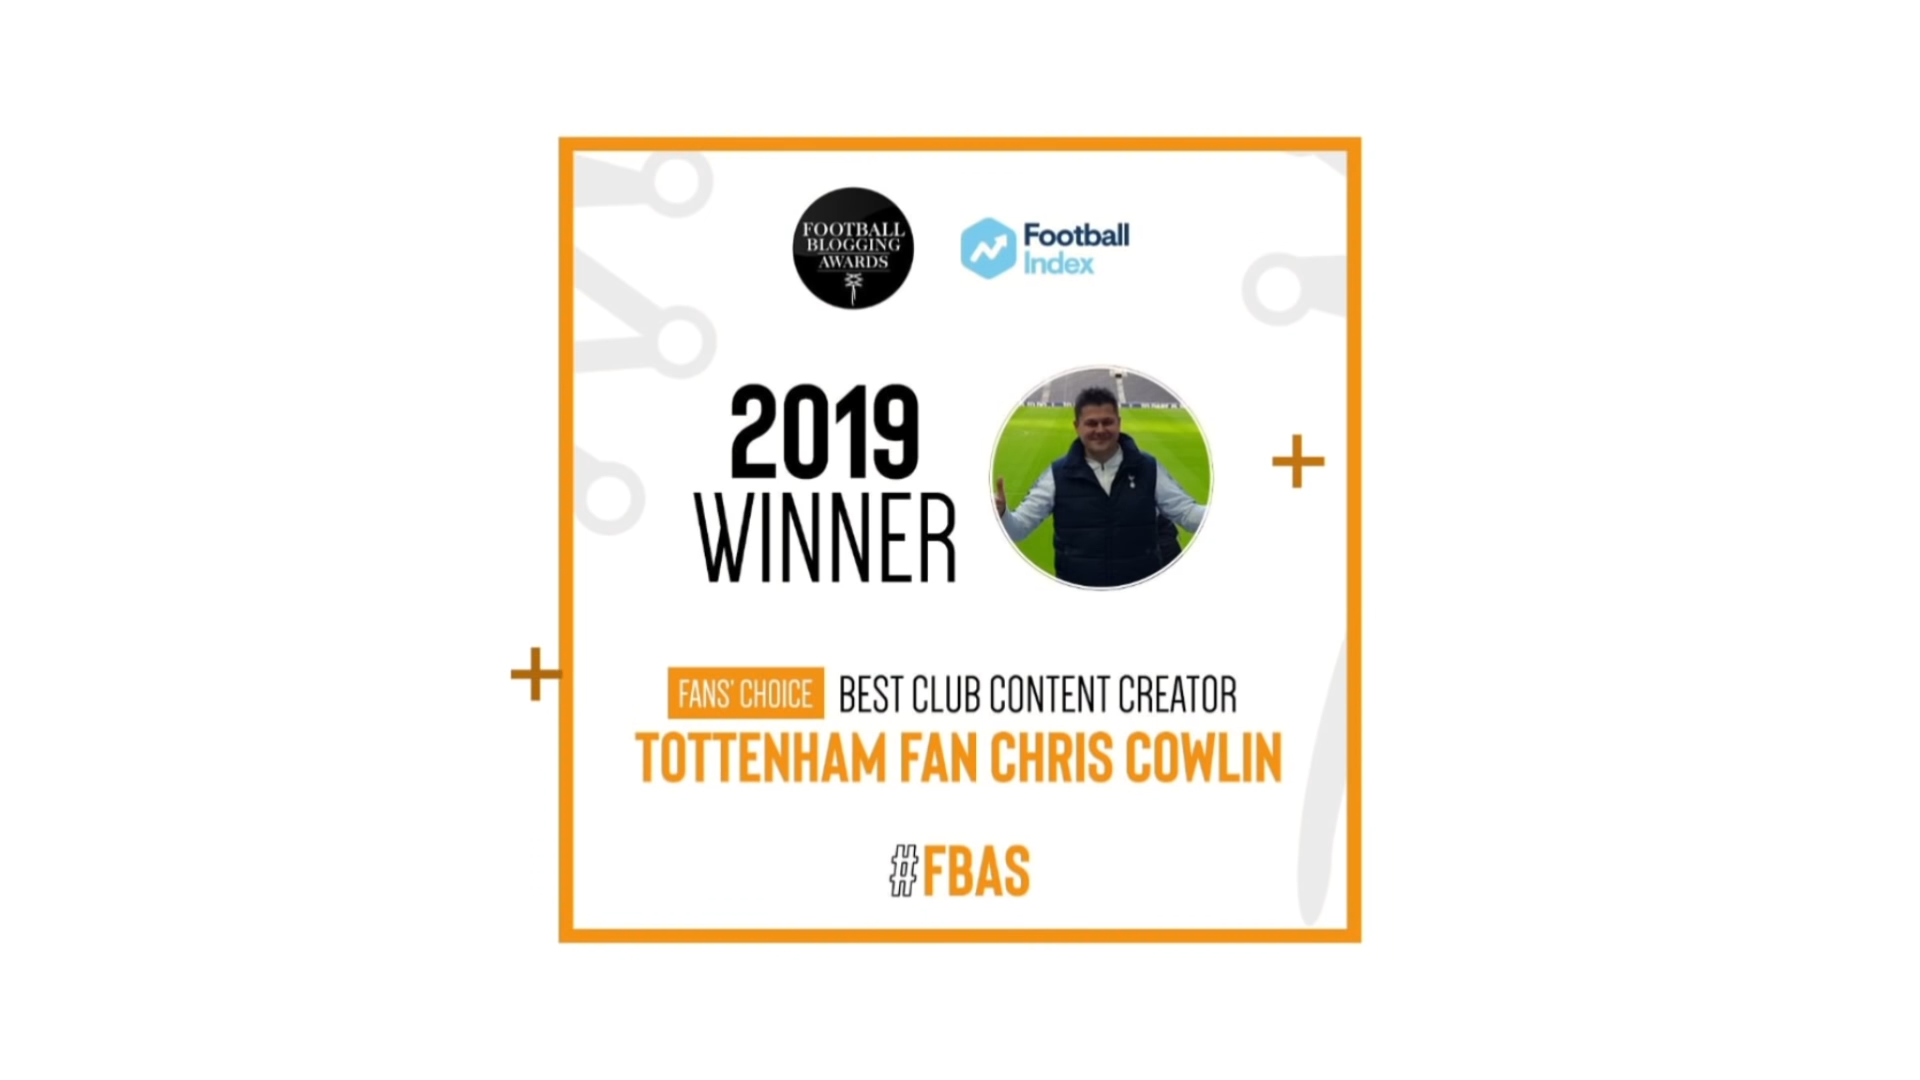 FOOTBALL
BLOGGING
AWARDS
Football
Index
2019
WINNER
FANS' CHOICE BEST CLUB CONTENT CREATOR
TOTTENHAM FAN CHRIS COWLIN
#FBAS